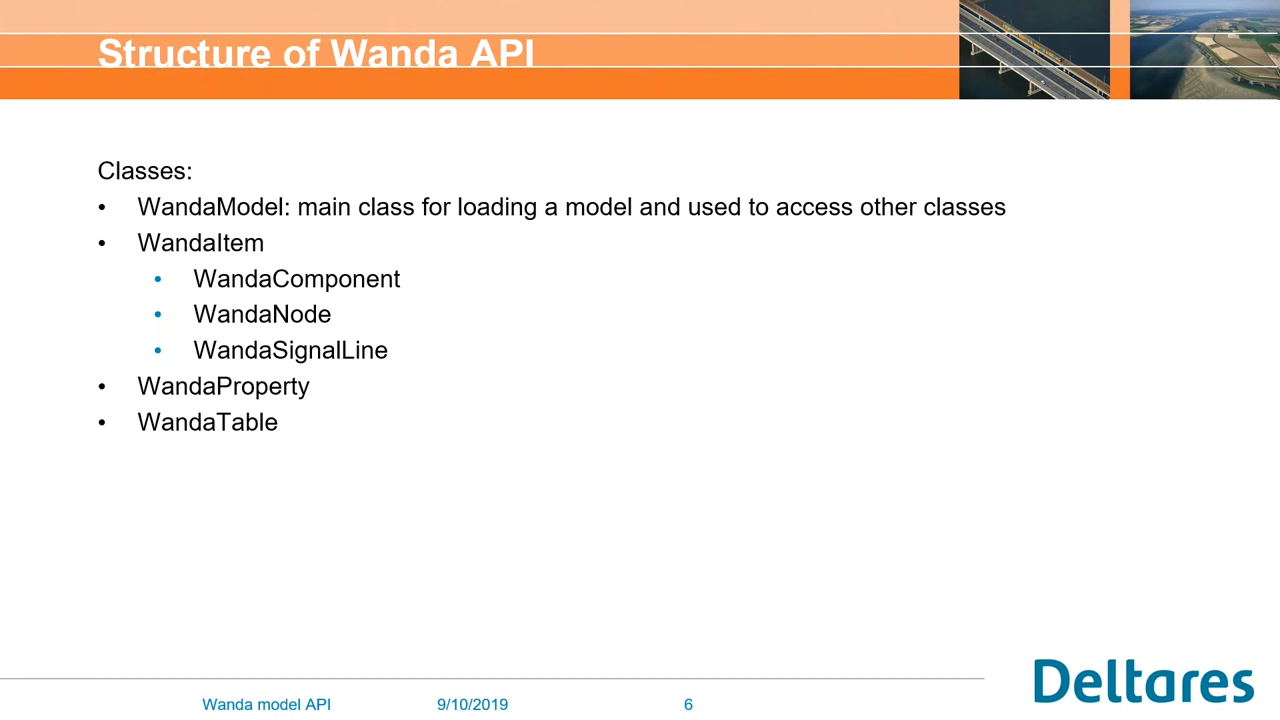 Structure of Wanda API
Classes:
• WandaModel: main class for loading a model and used to access other classes
• WandaItem
• WandaComponent
• WandaNode
• WandaSignalLine
• WandaProperty
• WandaTable
Wanda model API 9/10/2019 6
Deltares